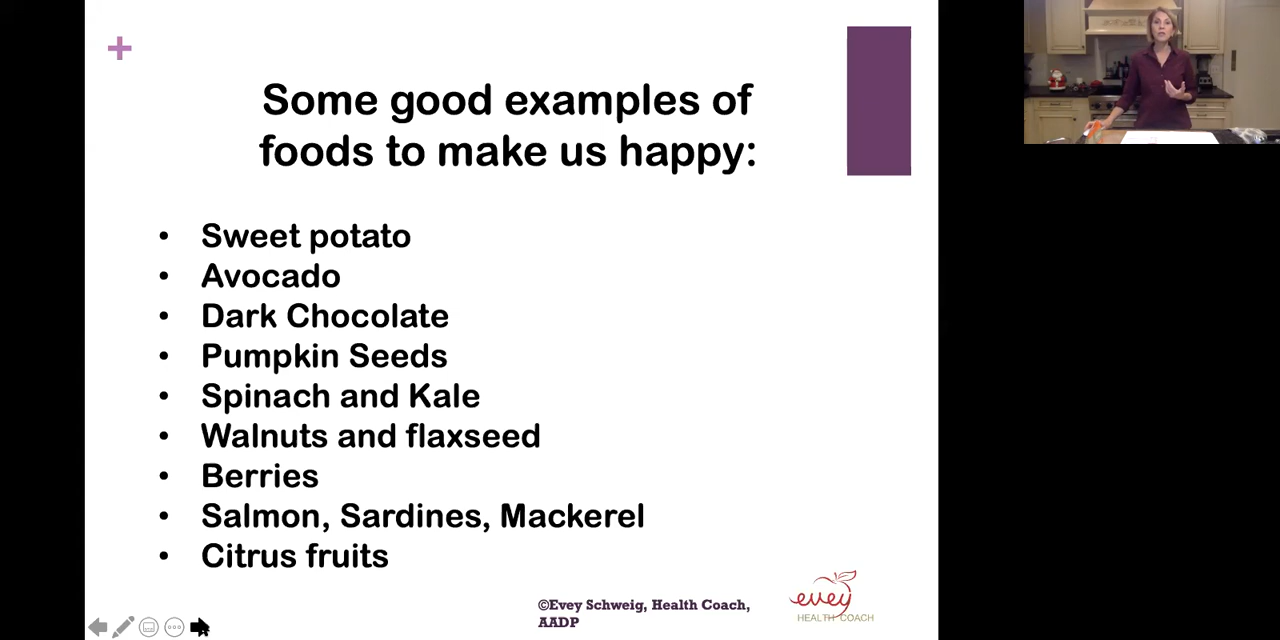 Some good examples of
foods to make us happy:
• Sweet potato
• Avocado
• Dark Chocolate
• Pumpkin Seeds
• Spinach and Kale
• Walnuts and flaxseed
• Berries
• Salmon, Sardines, Mackerel
• Citrus fruits
©Evey Schweig, Health Coach,
AADP
evey
HEALTH COACH